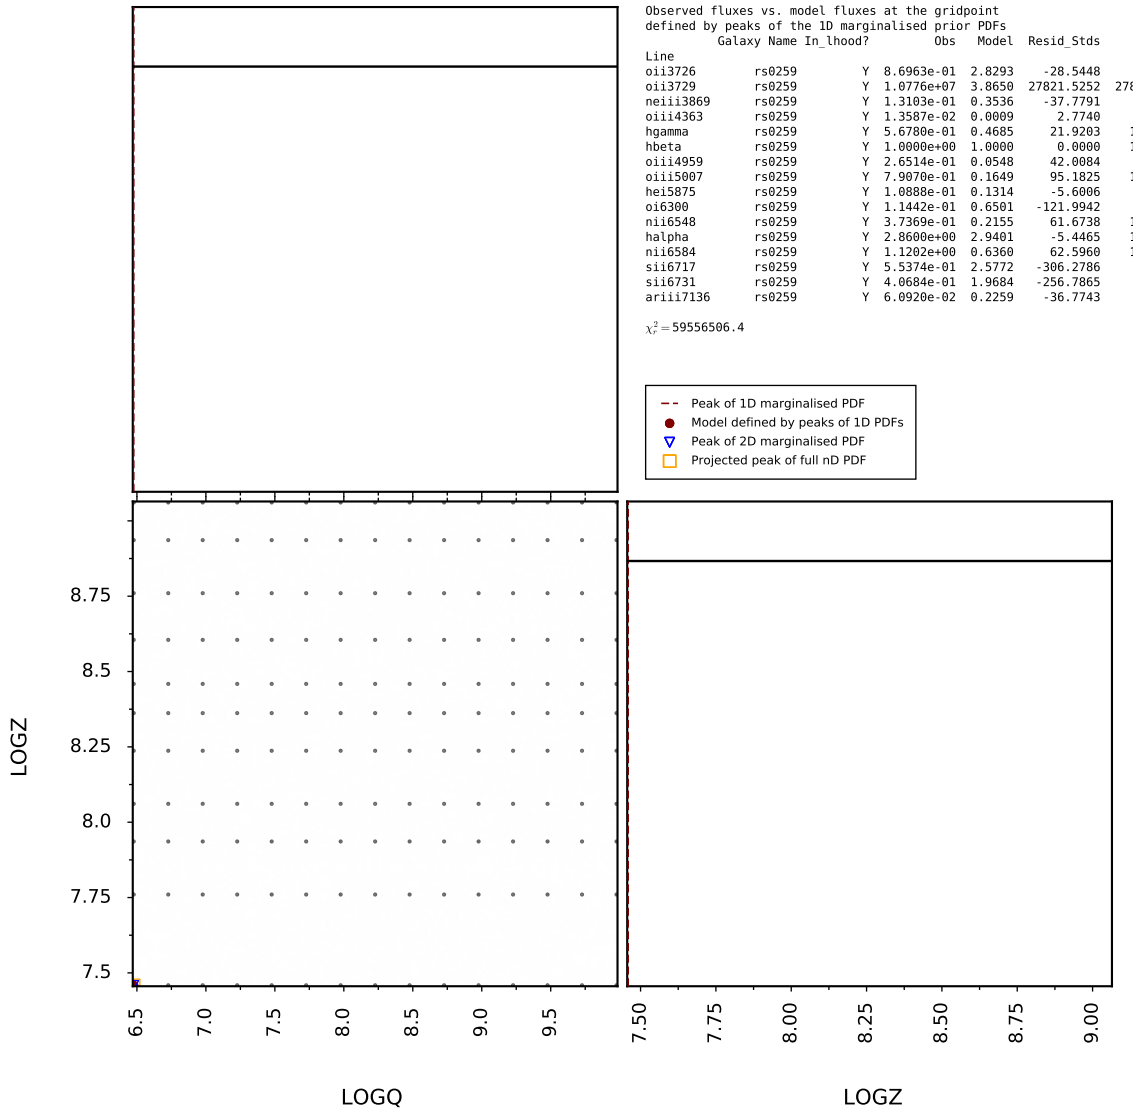 Observed fluxes vs. model fluxes at the gridpoint
defined by peaks of the 1D marginalised prior PDFs
Galaxy Name In_lhood? Obs Model Resid_Stds
Line
oii3726 rs0259 Y 8.6963e-01 2.8293 -28.5448
oii3729 rs0259 Y 1.0776e+07 3.8650 27821.5252 278
neiii3869 rs0259 Y 1.3103e-01 0.3536 -37.7791
oiii4363 rs0259 Y 1.3587e-02 0.0009 2.7740
hgamma rs0259 Y 5.6780e-01 0.4685 21.9203 1
hbeta rs0259 Y 1.0000e+00 1.0000 0.0000 1
oiii4959 rs0259 Y 2.6514e-01 0.0548 42.0084
oiii5007 rs0259 Y 7.9070e-01 0.1649 95.1825 1
hei5875 rs0259 Y 1.0888e-01 0.1314 -5.6006
oi6300 rs0259 Y 1.1442e-01 0.6501 -121.9942
nii6548 rs0259 Y 3.7369e-01 0.2155 61.6738 1
halpha rs0259 Y 2.8600e+00 2.9401 -5.4465 1
nii6584 rs0259 Y 1.1202e+00 0.6360 62.5960 1
sii6717 rs0259 Y 5.5374e-01 2.5772 -306.2786
sii6731 rs0259 Y 4.0684e-01 1.9684 -256.7865
ariii7136 rs0259 Y 6.0920e-02 0.2259 -36.7743
χ²ᵣ = 59556506.4
Peak of 1D marginalised PDF
Model defined by peaks of 1D PDFs
Peak of 2D marginalised PDF
Projected peak of full nD PDF
LOGZ
8.75
8.5
8.25
8.0
7.75
7.5
6.5 7.0 7.5 8.0 8.5 9.0 9.5
LOGQ
7.50 7.75 8.00 8.25 8.50 8.75 9.00
LOGZ